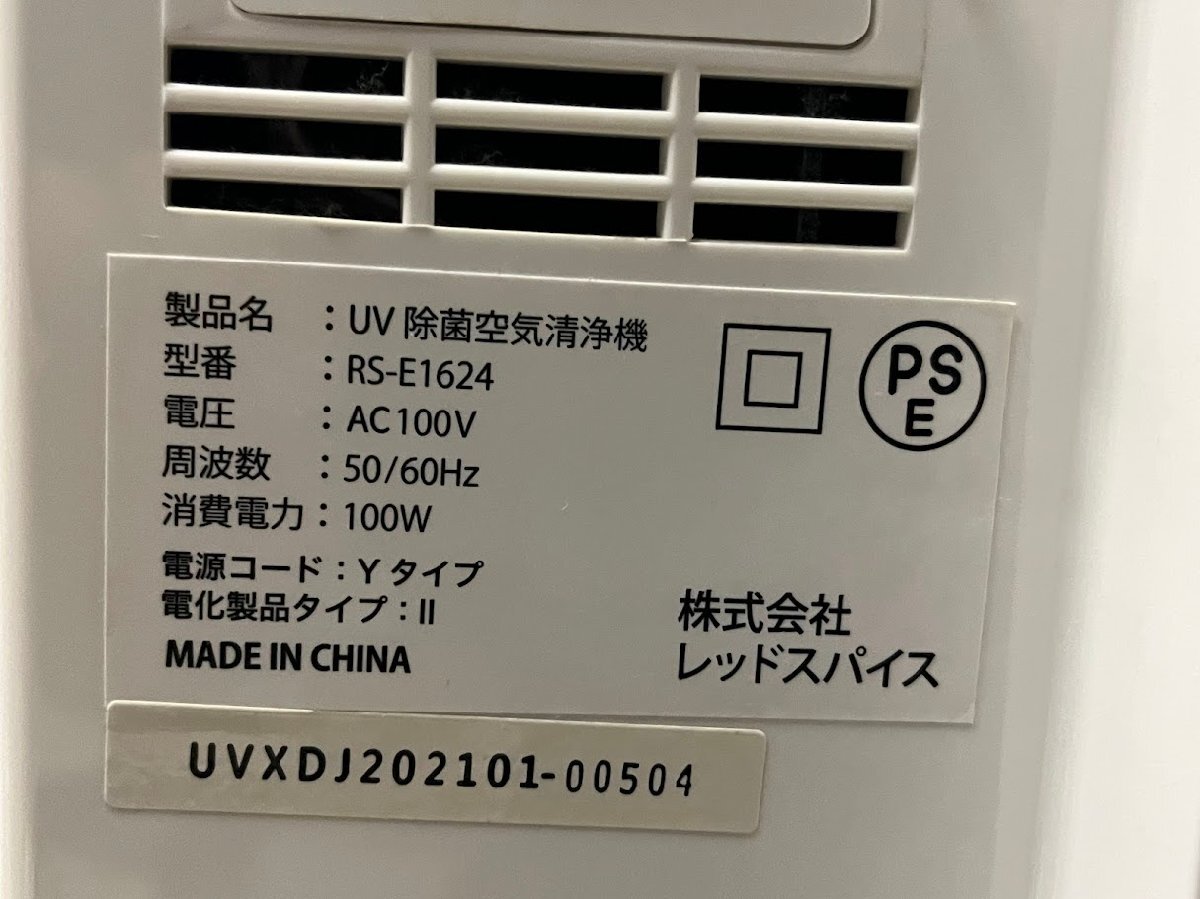 製品名 : UV 除菌空気清浄機
型番 : RS-E1624
電圧 : AC100V
周波数 : 50/60Hz
消費電力 : 100W
電源コード : Y タイプ
電化製品タイプ : II
MADE IN CHINA
PS
E
株式会社
レッドスパイス
UVXDJ202101-00504